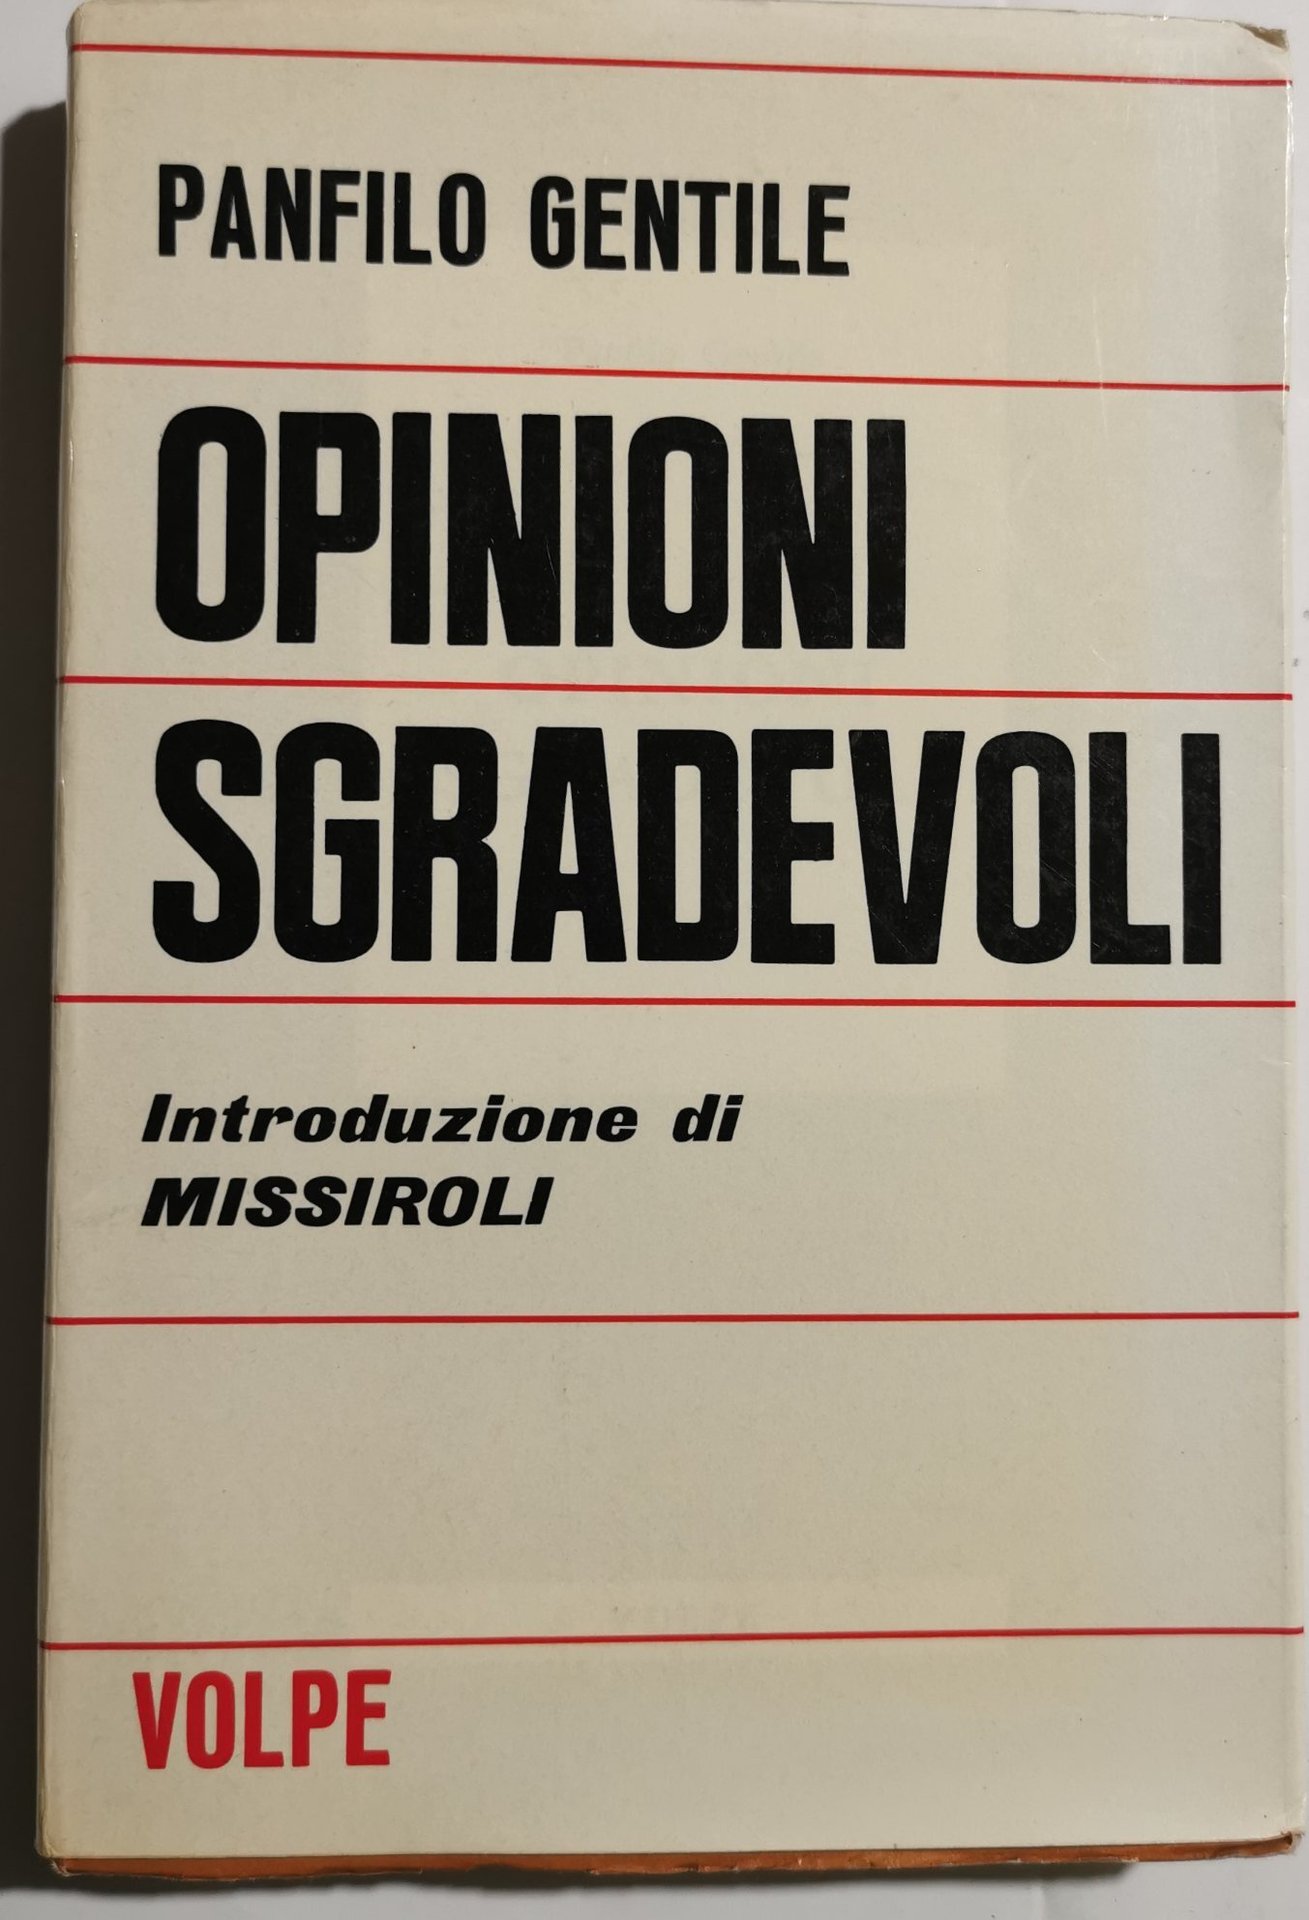 PANFILO GENTILE
OPINIONI
SGRADEVOLI
Introduzione di
MISSIROLI
VOLPE